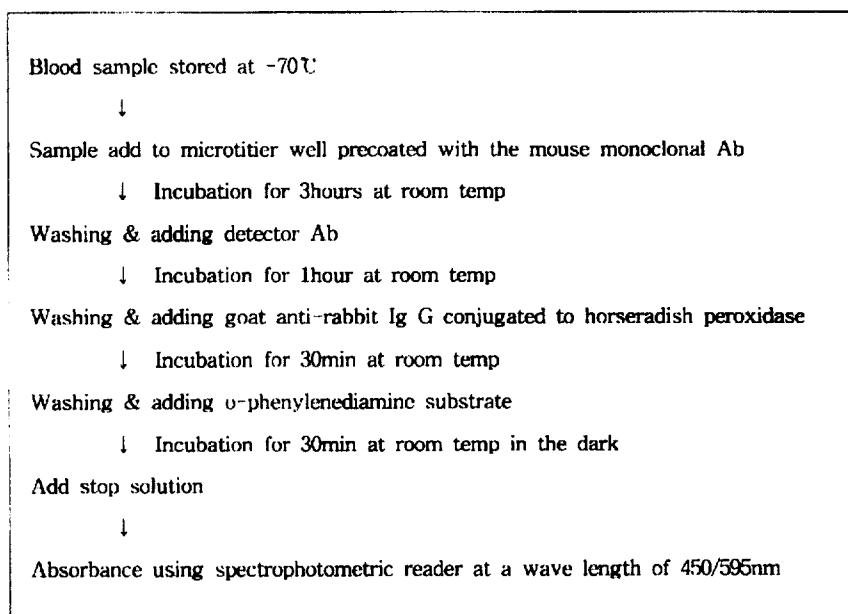 Blood sample stored at -70℃
↓
Sample add to microtitier well precoated with the mouse monoclonal Ab
↓ Incubation for 3hours at room temp
Washing & adding detector Ab
↓ Incubation for 1hour at room temp
Washing & adding goat anti-rabbit Ig G conjugated to horseradish peroxidase
↓ Incubation for 30min at room temp
Washing & adding o-phenylenediamine substrate
↓ Incubation for 30min at room temp in the dark
Add stop solution
↓
Absorbance using spectrophotometric reader at a wave length of 450/595nm